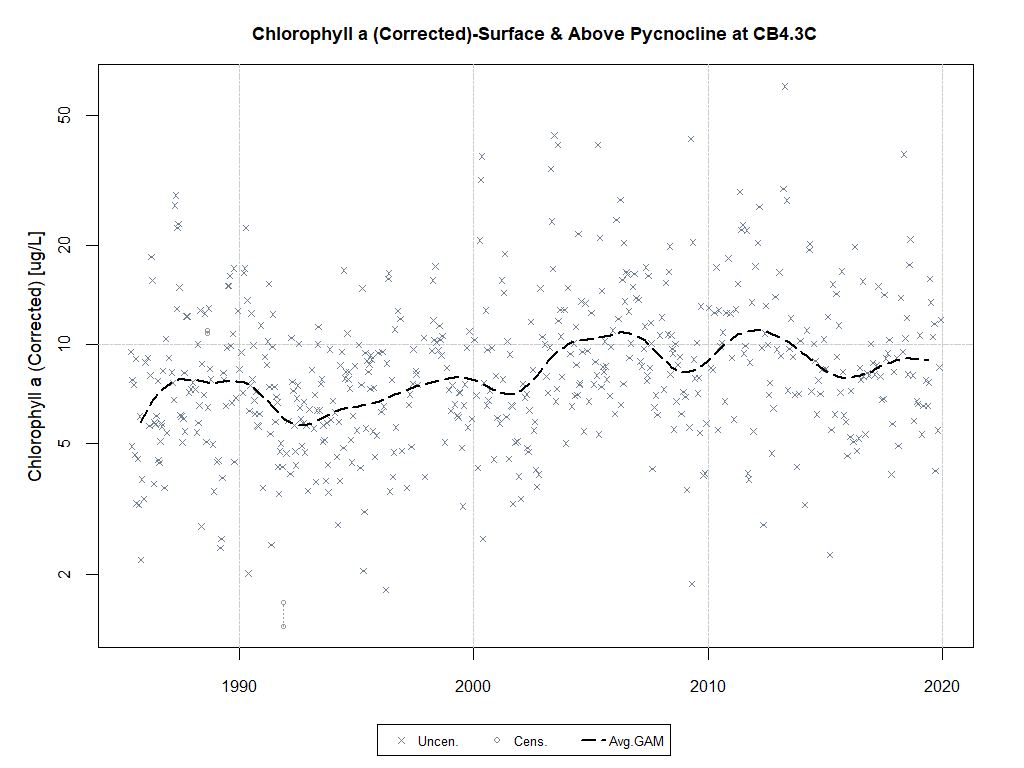 Chlorophyll a (Corrected)-Surface & Above Pycnocline at CB4.3C
Chlorophyll a (Corrected) [ug/L]
50
20
10
5
2
1990
2000
2010
2020
Uncen.
Cens.
Avg.GAM